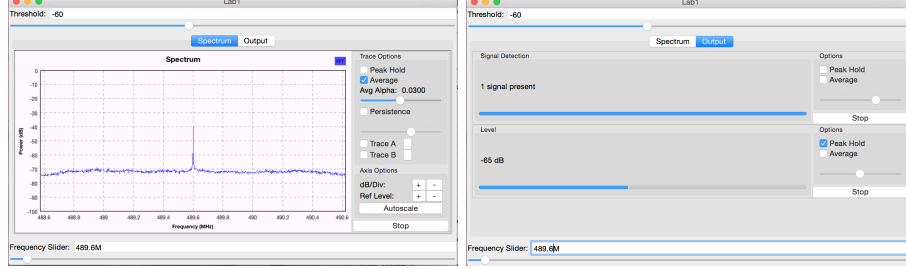 Lab1
Threshold: -60
Spectrum Output
Spectrum
FFT
0
-10
-20
-30
-40
-50
-60
-70
-80
-90
-100
Power (dB)
488.6 488.8 489 489.2 489.4 489.6 489.8 490 490.2 490.4 490.6
Frequency (MHz)
Trace Options
Peak Hold
Average
Avg Alpha: 0.0300
Persistence
Trace A
Trace B
Axis Options
dB/Div: + -
Ref Level: + -
Autoscale
Stop
Frequency Slider: 489.6M
Lab1
Threshold: -60
Spectrum Output
Signal Detection
1 signal present
Options
Peak Hold
Average
Stop
Level
-65 dB
Options
Peak Hold
Average
Stop
Frequency Slider: 489.6M